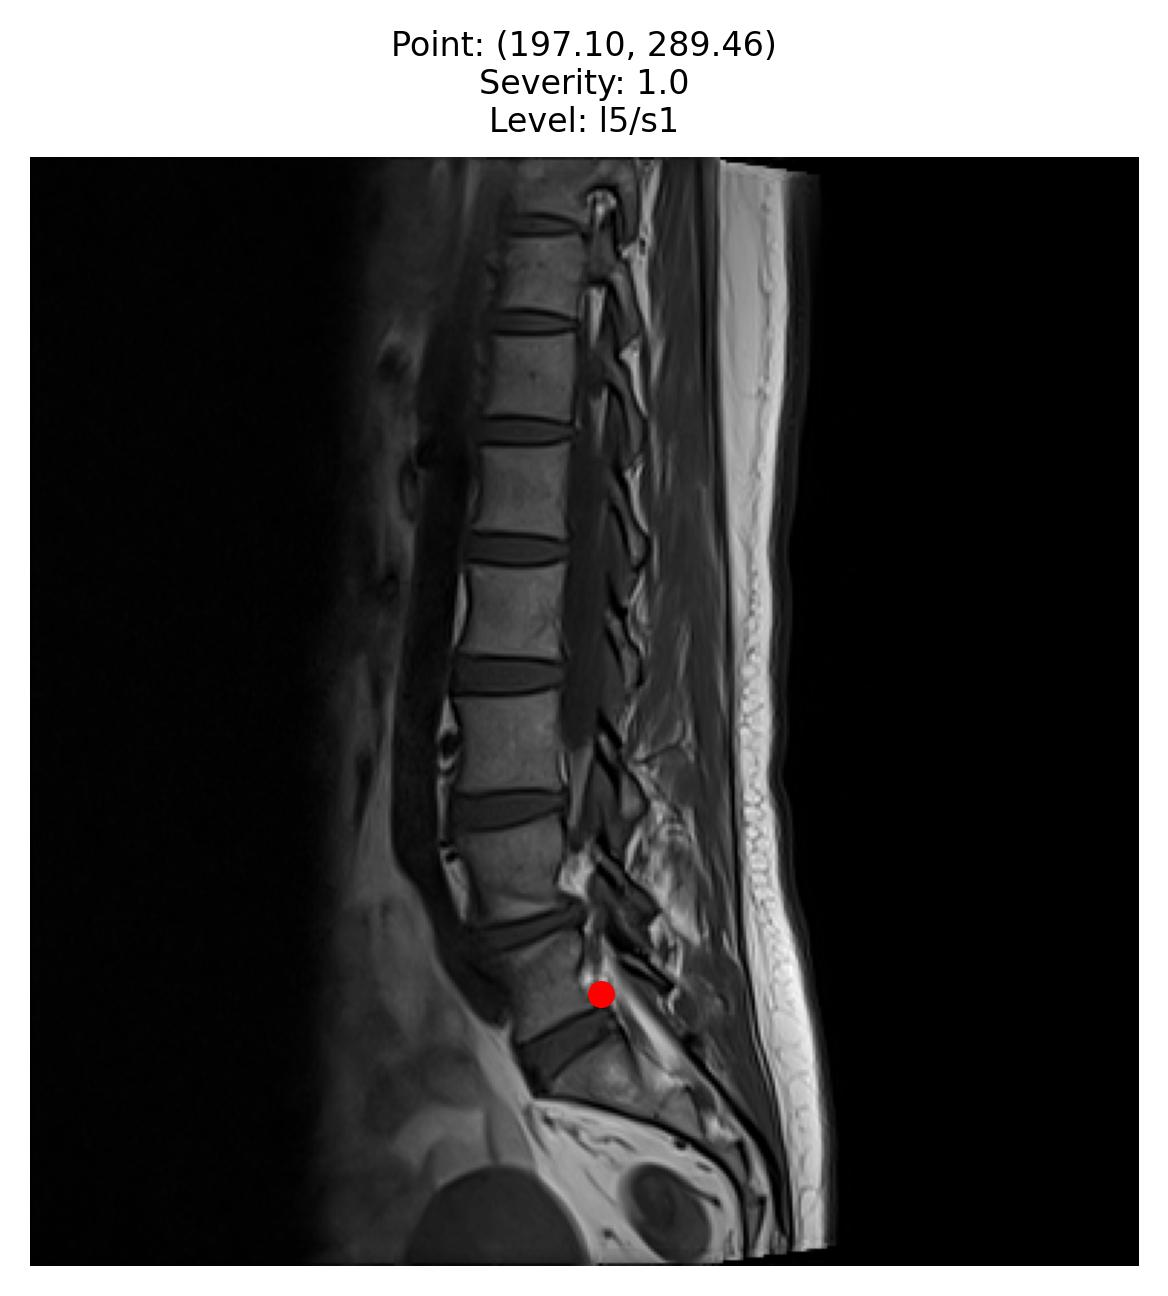 Point: (197.10, 289.46)
Severity: 1.0
Level: l5/s1